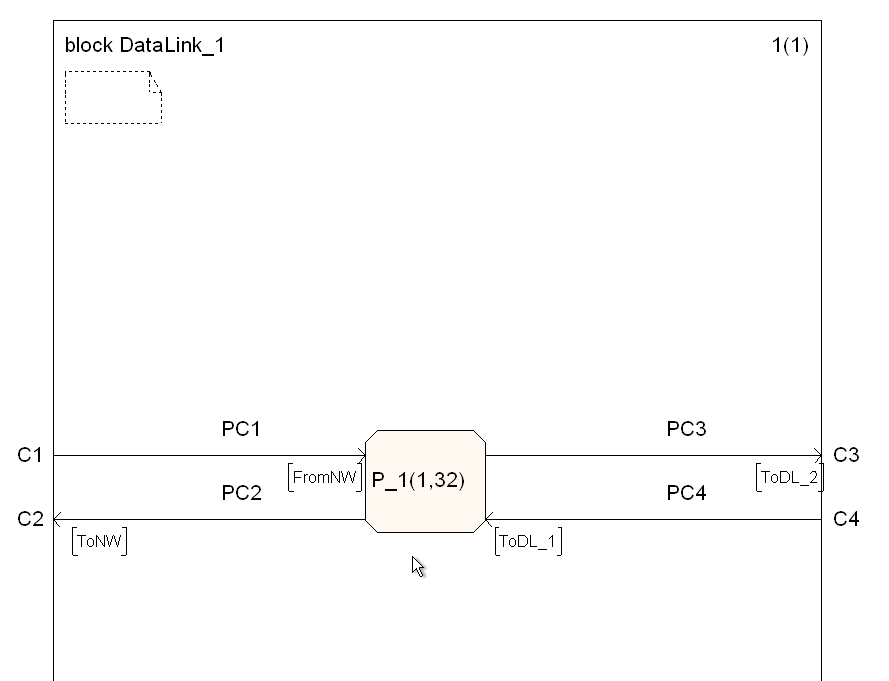 block DataLink_1
1(1)
PC1
PC3
C1
C3
[FromNW]
P_1(1,32)
[ToDL_2]
PC2
PC4
C2
C4
[ToNW]
[ToDL_1]